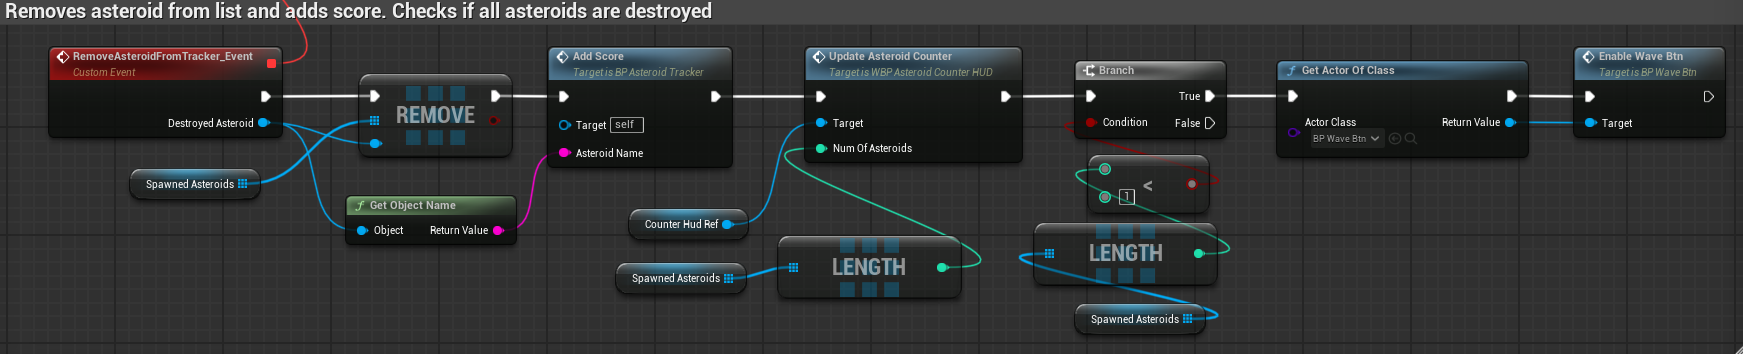 Removes asteroid from list and adds score. Checks if all asteroids are destroyed
RemoveAsteroidFromTracker_Event
Custom Event
Destroyed Asteroid
Spawned Asteroids
REMOVE
f Get Object Name
Object
Return Value
Add Score
Target is BP Asteroid Tracker
Target self
Asteroid Name
Counter Hud Ref
Spawned Asteroids
LENGTH
Update Asteroid Counter
Target is WBP Asteroid Counter HUD
Target
Num Of Asteroids
Branch
True
Condition
False
<
1
LENGTH
Spawned Asteroids
f Get Actor Of Class
Actor Class
BP Wave Btn
Return Value
Enable Wave Btn
Target is BP Wave Btn
Target